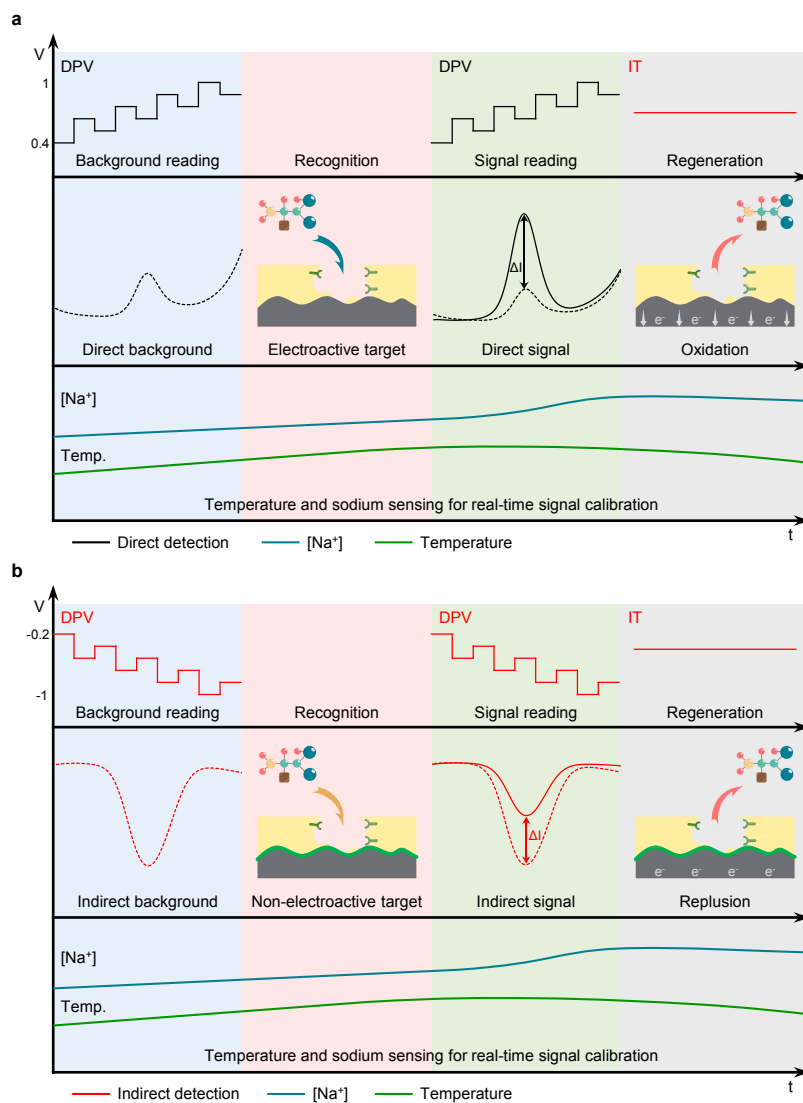 a
V
DPV
DPV
IT
1
0.4
Background reading
Recognition
Signal reading
Regeneration
ΔI
e⁻ e⁻ e⁻ e⁻
Direct background
Electroactive target
Direct signal
Oxidation
[Na⁺]
Temp.
Temperature and sodium sensing for real-time signal calibration
t
Direct detection
[Na⁺]
Temperature
b
V
DPV
DPV
IT
-0.2
-1
Background reading
Recognition
Signal reading
Regeneration
ΔI
e⁻ e⁻ e⁻ e⁻
Indirect background
Non-electroactive target
Indirect signal
Replusion
[Na⁺]
Temp.
Temperature and sodium sensing for real-time signal calibration
t
Indirect detection
[Na⁺]
Temperature